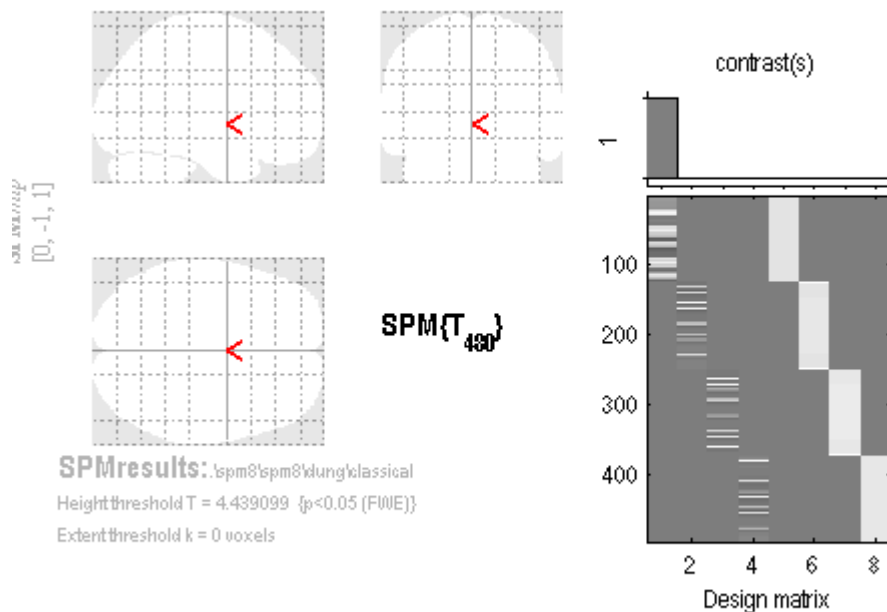 contrast(s)
1
[0, -1, 1]
SPM{T480}
100
200
300
400
2 4 6 8
Design matrix
SPMresults: .\spm8\spm8\dung\classical
Height threshold T = 4.439099 {p<0.05 (FWE)}
Extent threshold k = 0 voxels